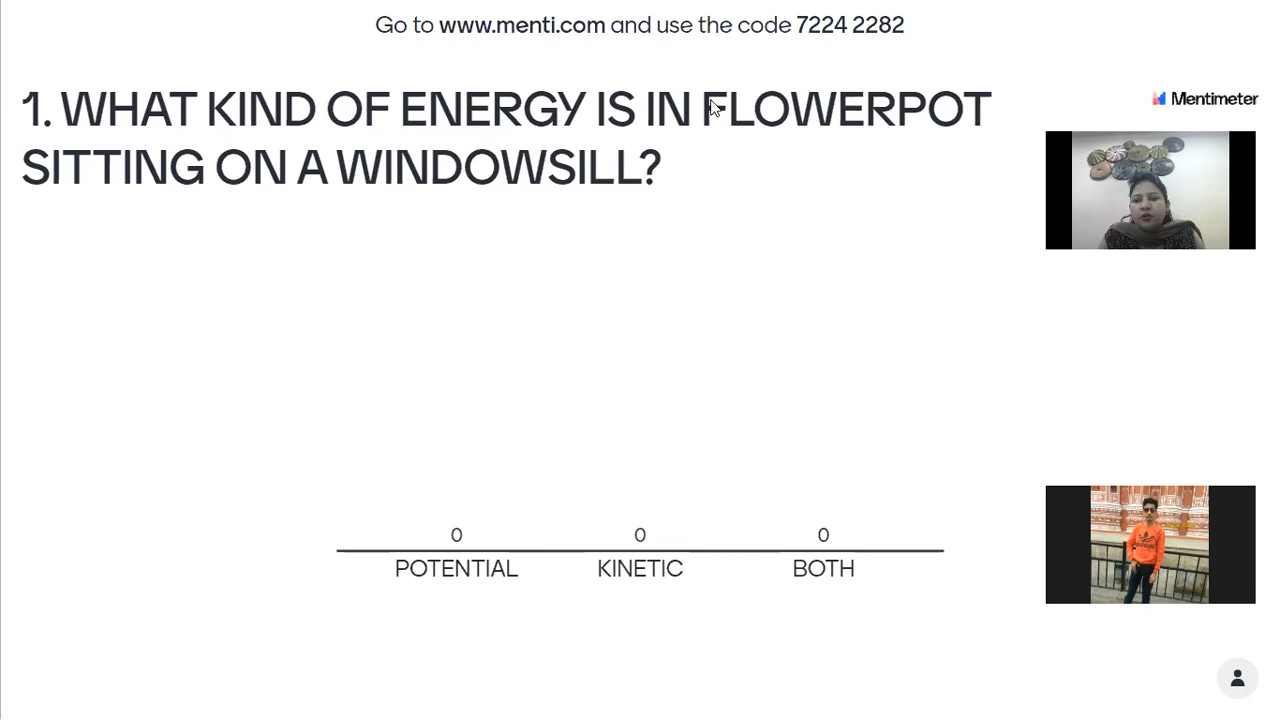 Go to www.menti.com and use the code 7224 2282
1. WHAT KIND OF ENERGY IS IN FLOWERPOT
SITTING ON A WINDOWSILL?
Mentimeter
0 0 0
POTENTIAL KINETIC BOTH